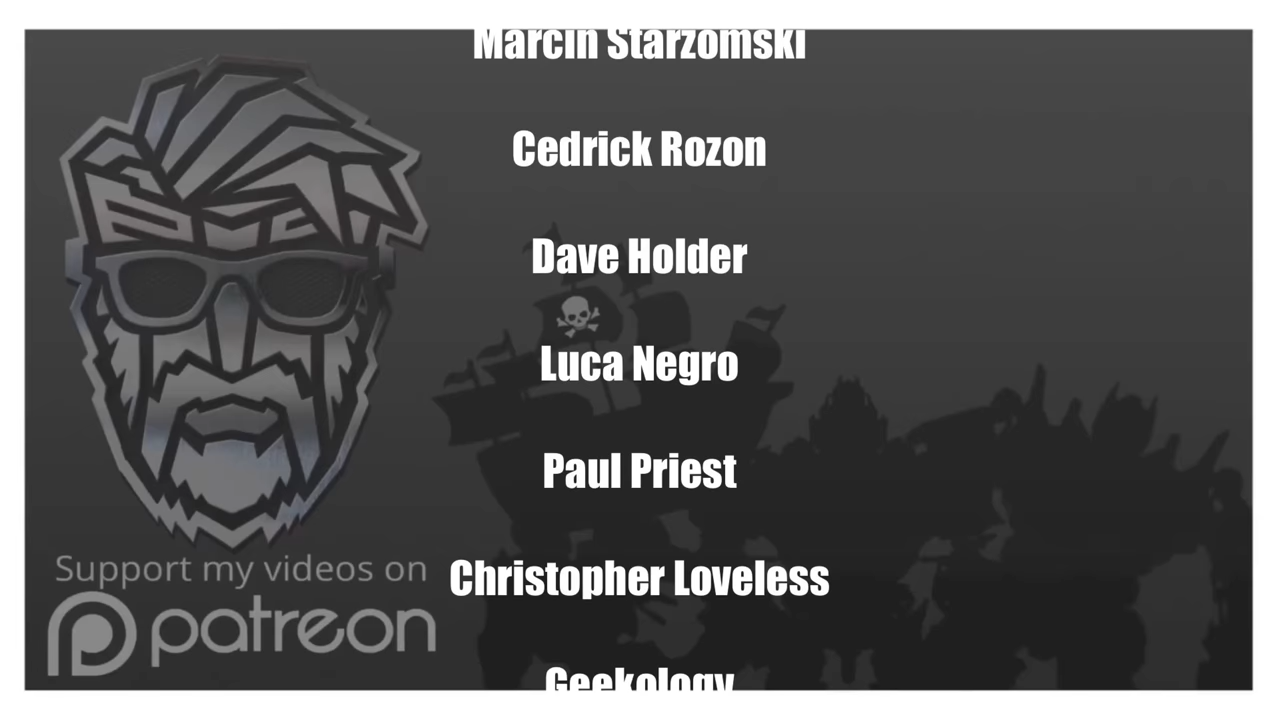 Marcin Starzomski
Cedrick Rozon
Dave Holder
Luca Negro
Paul Priest
Christopher Loveless
Geekology
Support my videos on
patreon